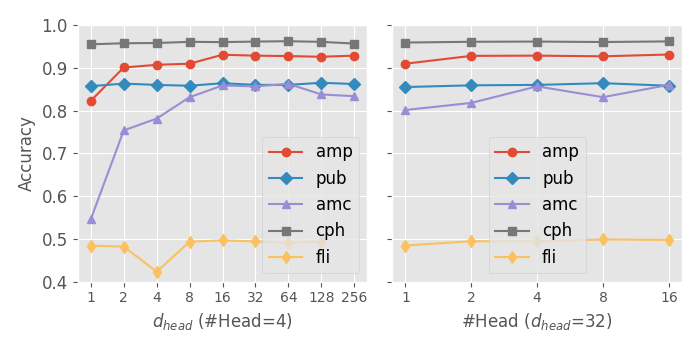 1.0
0.9
0.8
0.7
0.6
0.5
0.4
Accuracy
amp
pub
amc
cph
fli
1 2 4 8 16 32 64 128 256
d_head (#Head=4)
amp
pub
amc
cph
fli
1 2 4 8 16
#Head (d_head=32)